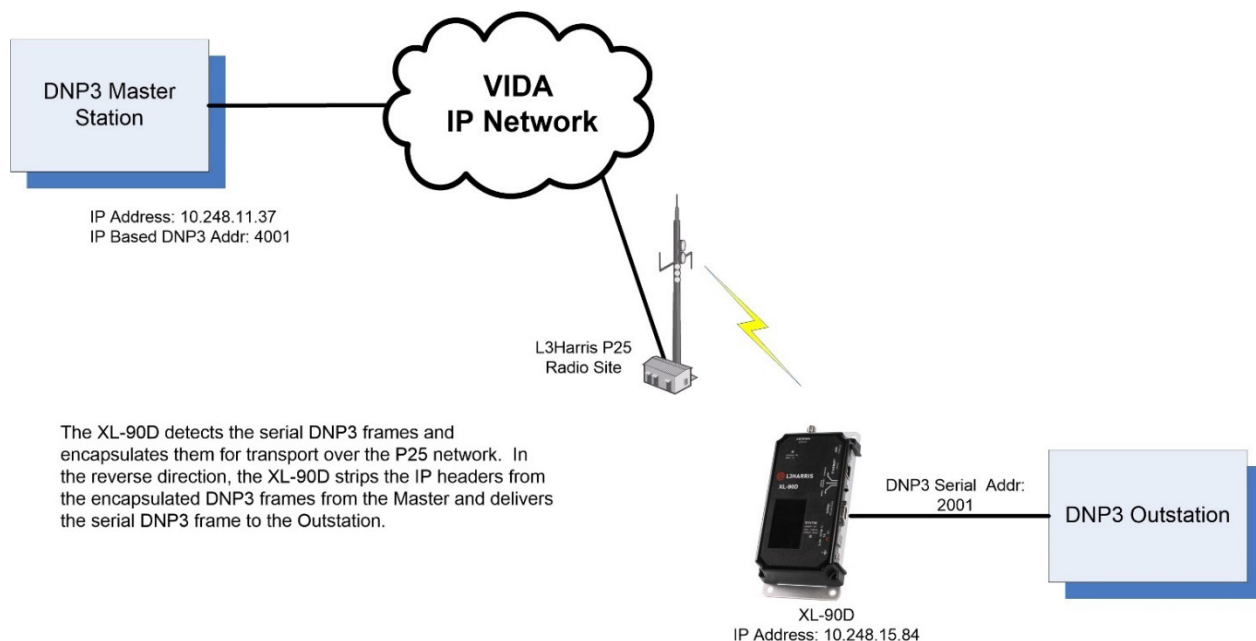 DNP3 Master
Station
VIDA
IP Network
IP Address: 10.248.11.37
IP Based DNP3 Addr: 4001
L3Harris P25
Radio Site
The XL-90D detects the serial DNP3 frames and
encapsulates them for transport over the P25 network.  In
the reverse direction, the XL-90D strips the IP headers from
the encapsulated DNP3 frames from the Master and delivers
the serial DNP3 frame to the Outstation.
L3HARRIS
XL-90D
DNP3 Serial  Addr:
2001
DNP3 Outstation
XL-90D
IP Address: 10.248.15.84